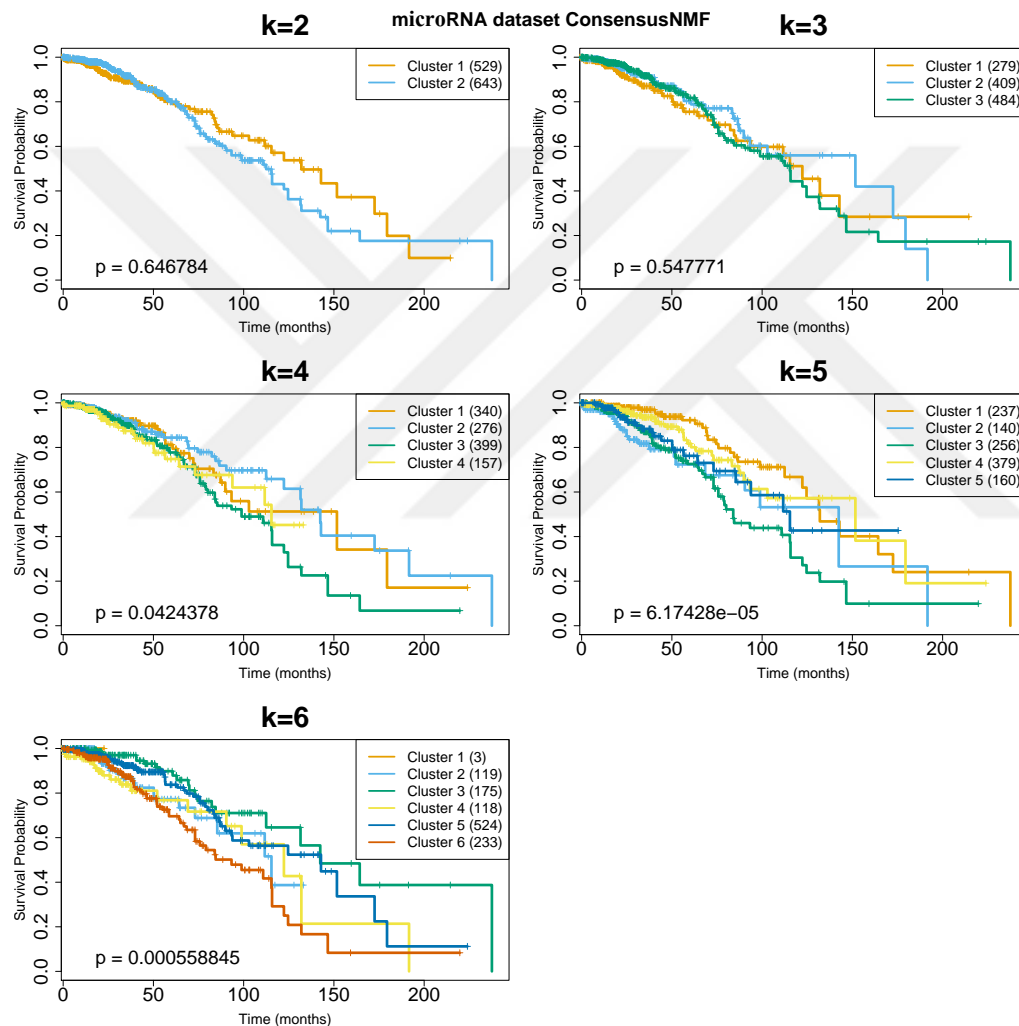 microRNA dataset ConsensusNMF
k=2
Survival Probability
1.0
0.8
0.6
0.4
0.2
0.0
Cluster 1 (529)
Cluster 2 (643)
p = 0.646784
0 50 100 150 200
Time (months)
k=3
Survival Probability
1.0
0.8
0.6
0.4
0.2
0.0
Cluster 1 (279)
Cluster 2 (409)
Cluster 3 (484)
p = 0.547771
0 50 100 150 200
Time (months)
k=4
Survival Probability
1.0
0.8
0.6
0.4
0.2
0.0
Cluster 1 (340)
Cluster 2 (276)
Cluster 3 (399)
Cluster 4 (157)
p = 0.0424378
0 50 100 150 200
Time (months)
k=5
Survival Probability
1.0
0.8
0.6
0.4
0.2
0.0
Cluster 1 (237)
Cluster 2 (140)
Cluster 3 (256)
Cluster 4 (379)
Cluster 5 (160)
p = 6.17428e-05
0 50 100 150 200
Time (months)
k=6
Survival Probability
1.0
0.8
0.6
0.4
0.2
0.0
Cluster 1 (3)
Cluster 2 (119)
Cluster 3 (175)
Cluster 4 (118)
Cluster 5 (524)
Cluster 6 (233)
p = 0.000558845
0 50 100 150 200
Time (months)